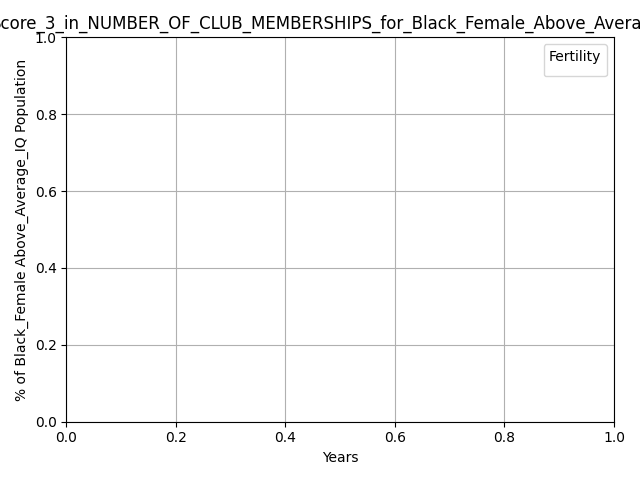 core_3_in_NUMBER_OF_CLUB_MEMBERSHIPS_for_Black_Female_Above_Avera
Fertility
% of Black_Female Above_Average_IQ Population
1.0
0.8
0.6
0.4
0.2
0.0
0.0 0.2 0.4 0.6 0.8 1.0
Years